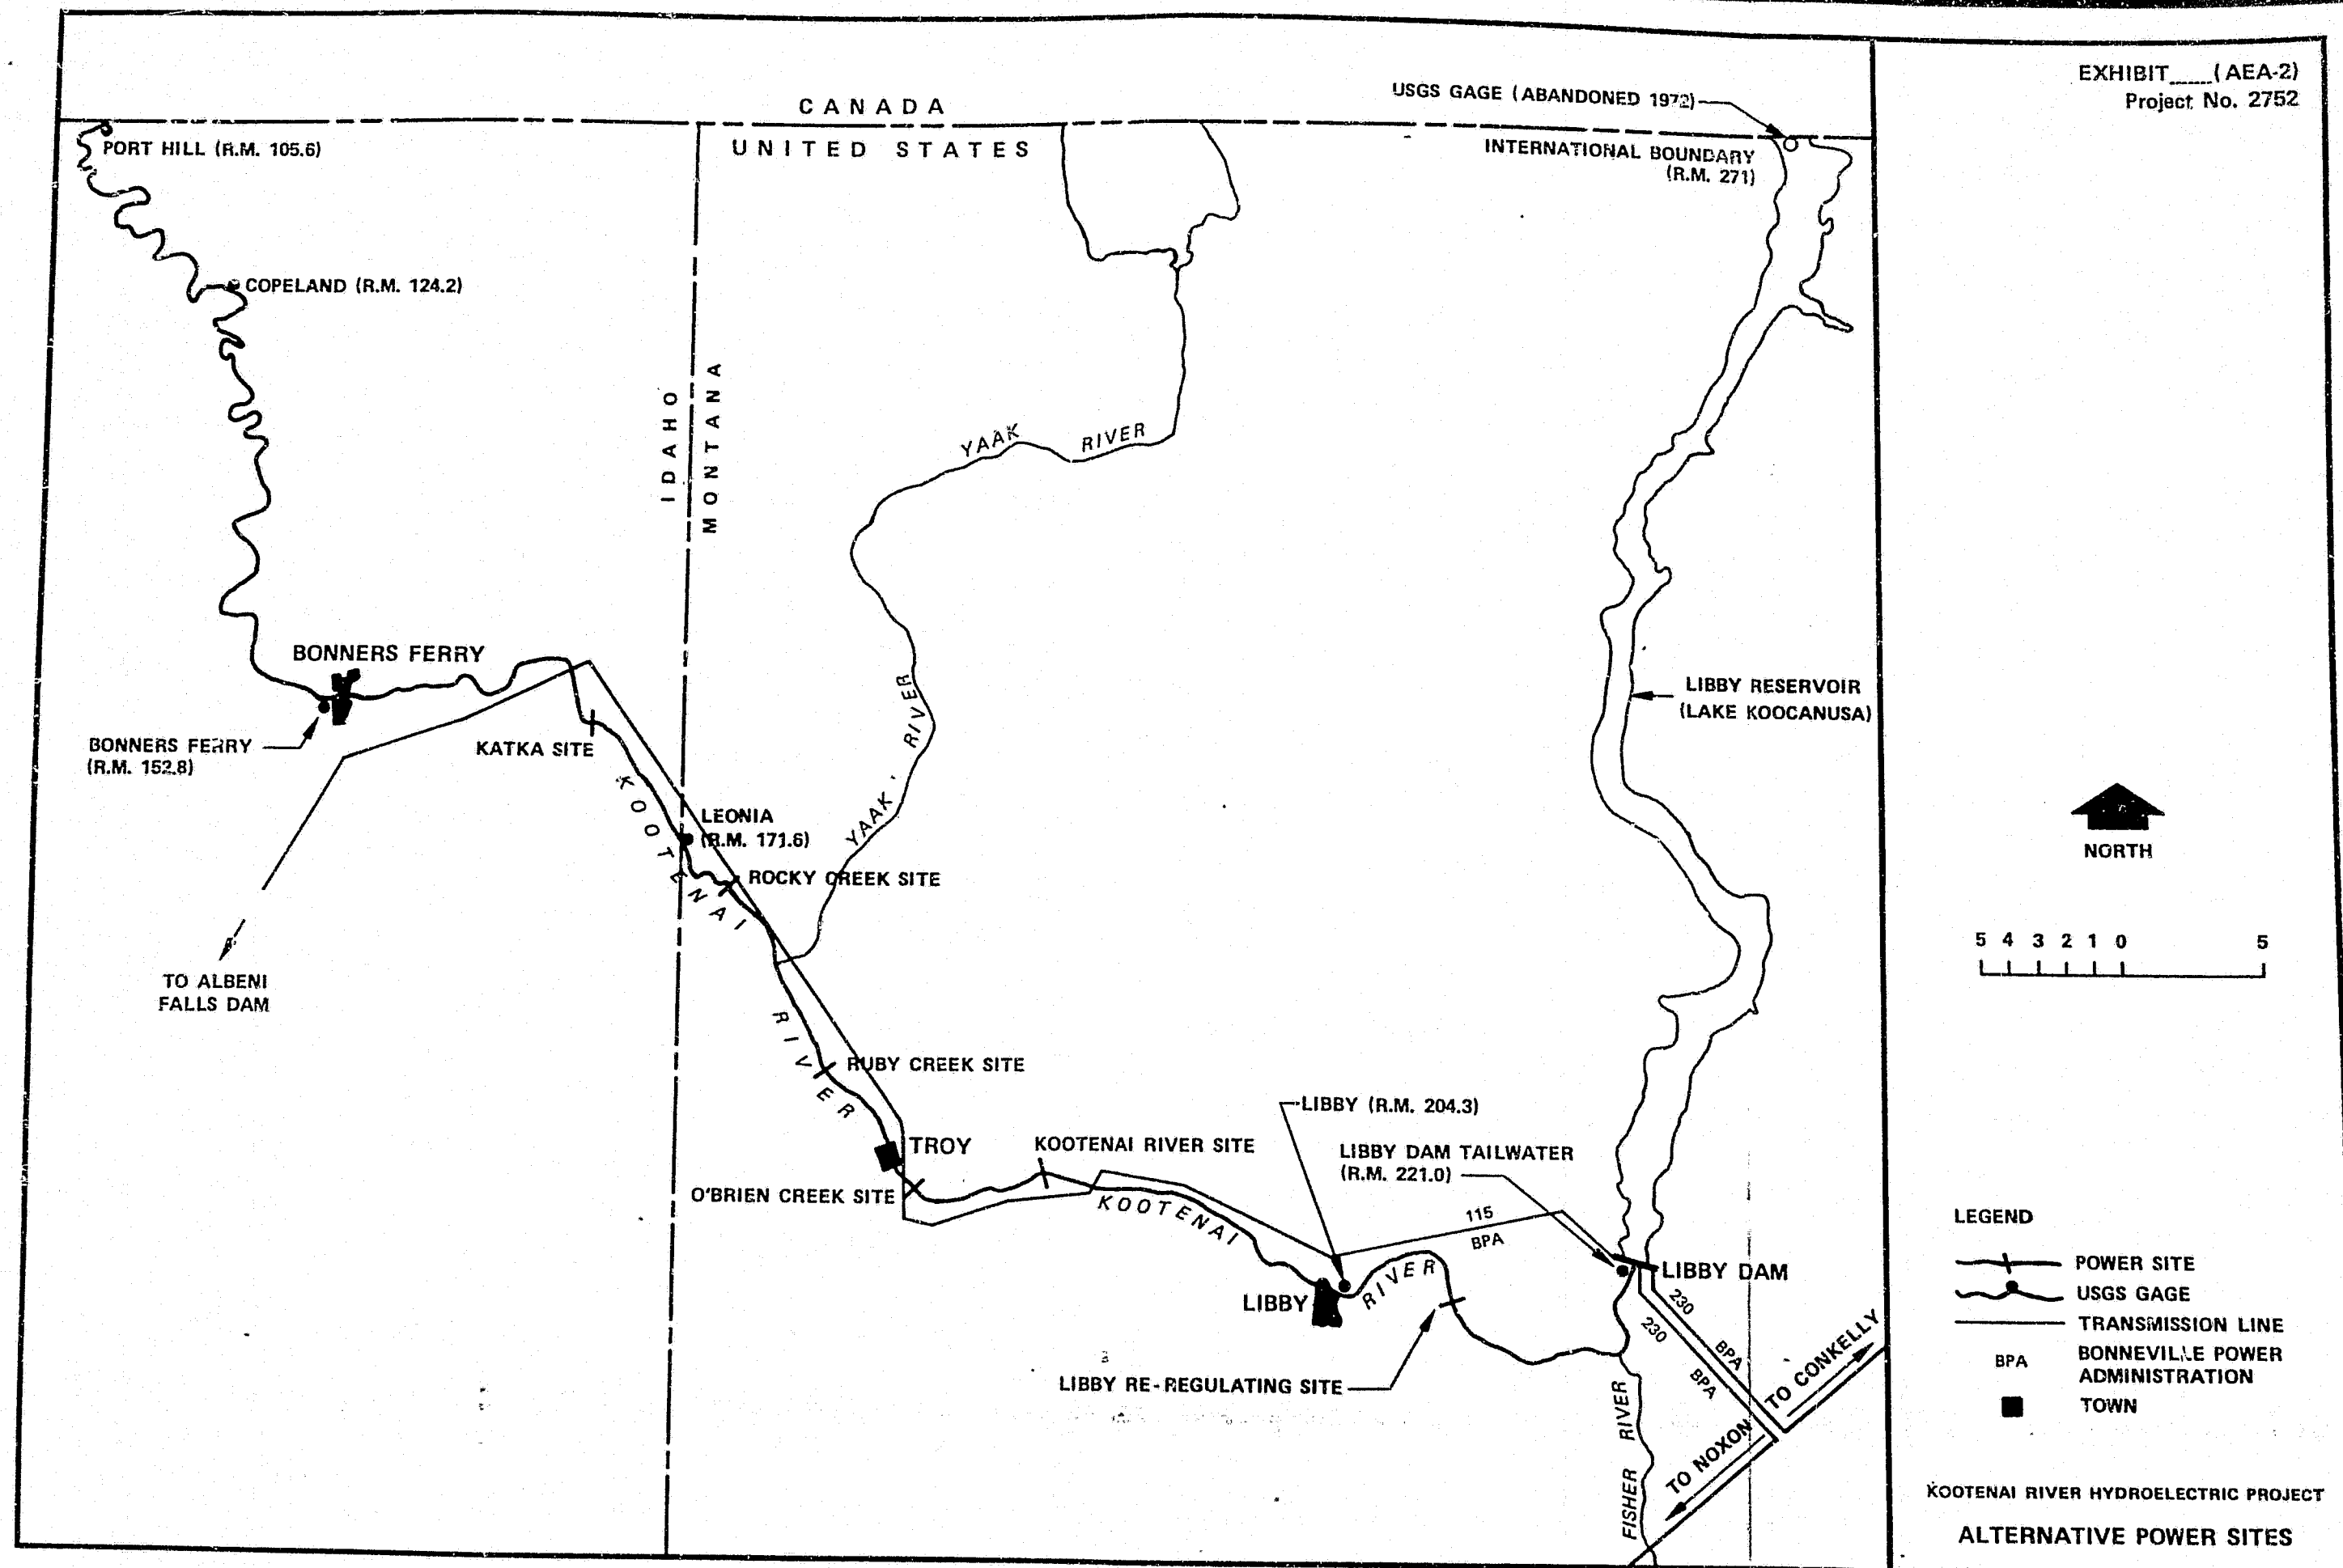 EXHIBIT____(AEA-2)
Project No. 2752
CANADA
UNITED STATES
USGS GAGE (ABANDONED 1972)
INTERNATIONAL BOUNDARY
(R.M. 271)
PORT HILL (R.M. 105.6)
COPELAND (R.M. 124.2)
IDAHO
MONTANA
YAAK RIVER
BONNERS FERRY
BONNERS FERRY
(R.M. 152.8)
KATKA SITE
YAAK RIVER
LIBBY RESERVOIR
(LAKE KOOCANUSA)
LEONIA
(R.M. 171.6)
ROCKY CREEK SITE
KOOTENAI
RIVER
NORTH
5 4 3 2 1 0 5
TO ALBENI
FALLS DAM
RUBY CREEK SITE
TROY
O'BRIEN CREEK SITE
KOOTENAI RIVER SITE
LIBBY (R.M. 204.3)
LIBBY DAM TAILWATER
(R.M. 221.0)
KOOTENAI
RIVER
115
BPA
LIBBY DAM
LIBBY
LIBBY RE-REGULATING SITE
230
BPA
230
BPA
TO CONKELLY
TO NOXON
FISHER RIVER
LEGEND
POWER SITE
USGS GAGE
TRANSMISSION LINE
BPA BONNEVILLE POWER
ADMINISTRATION
TOWN
KOOTENAI RIVER HYDROELECTRIC PROJECT
ALTERNATIVE POWER SITES